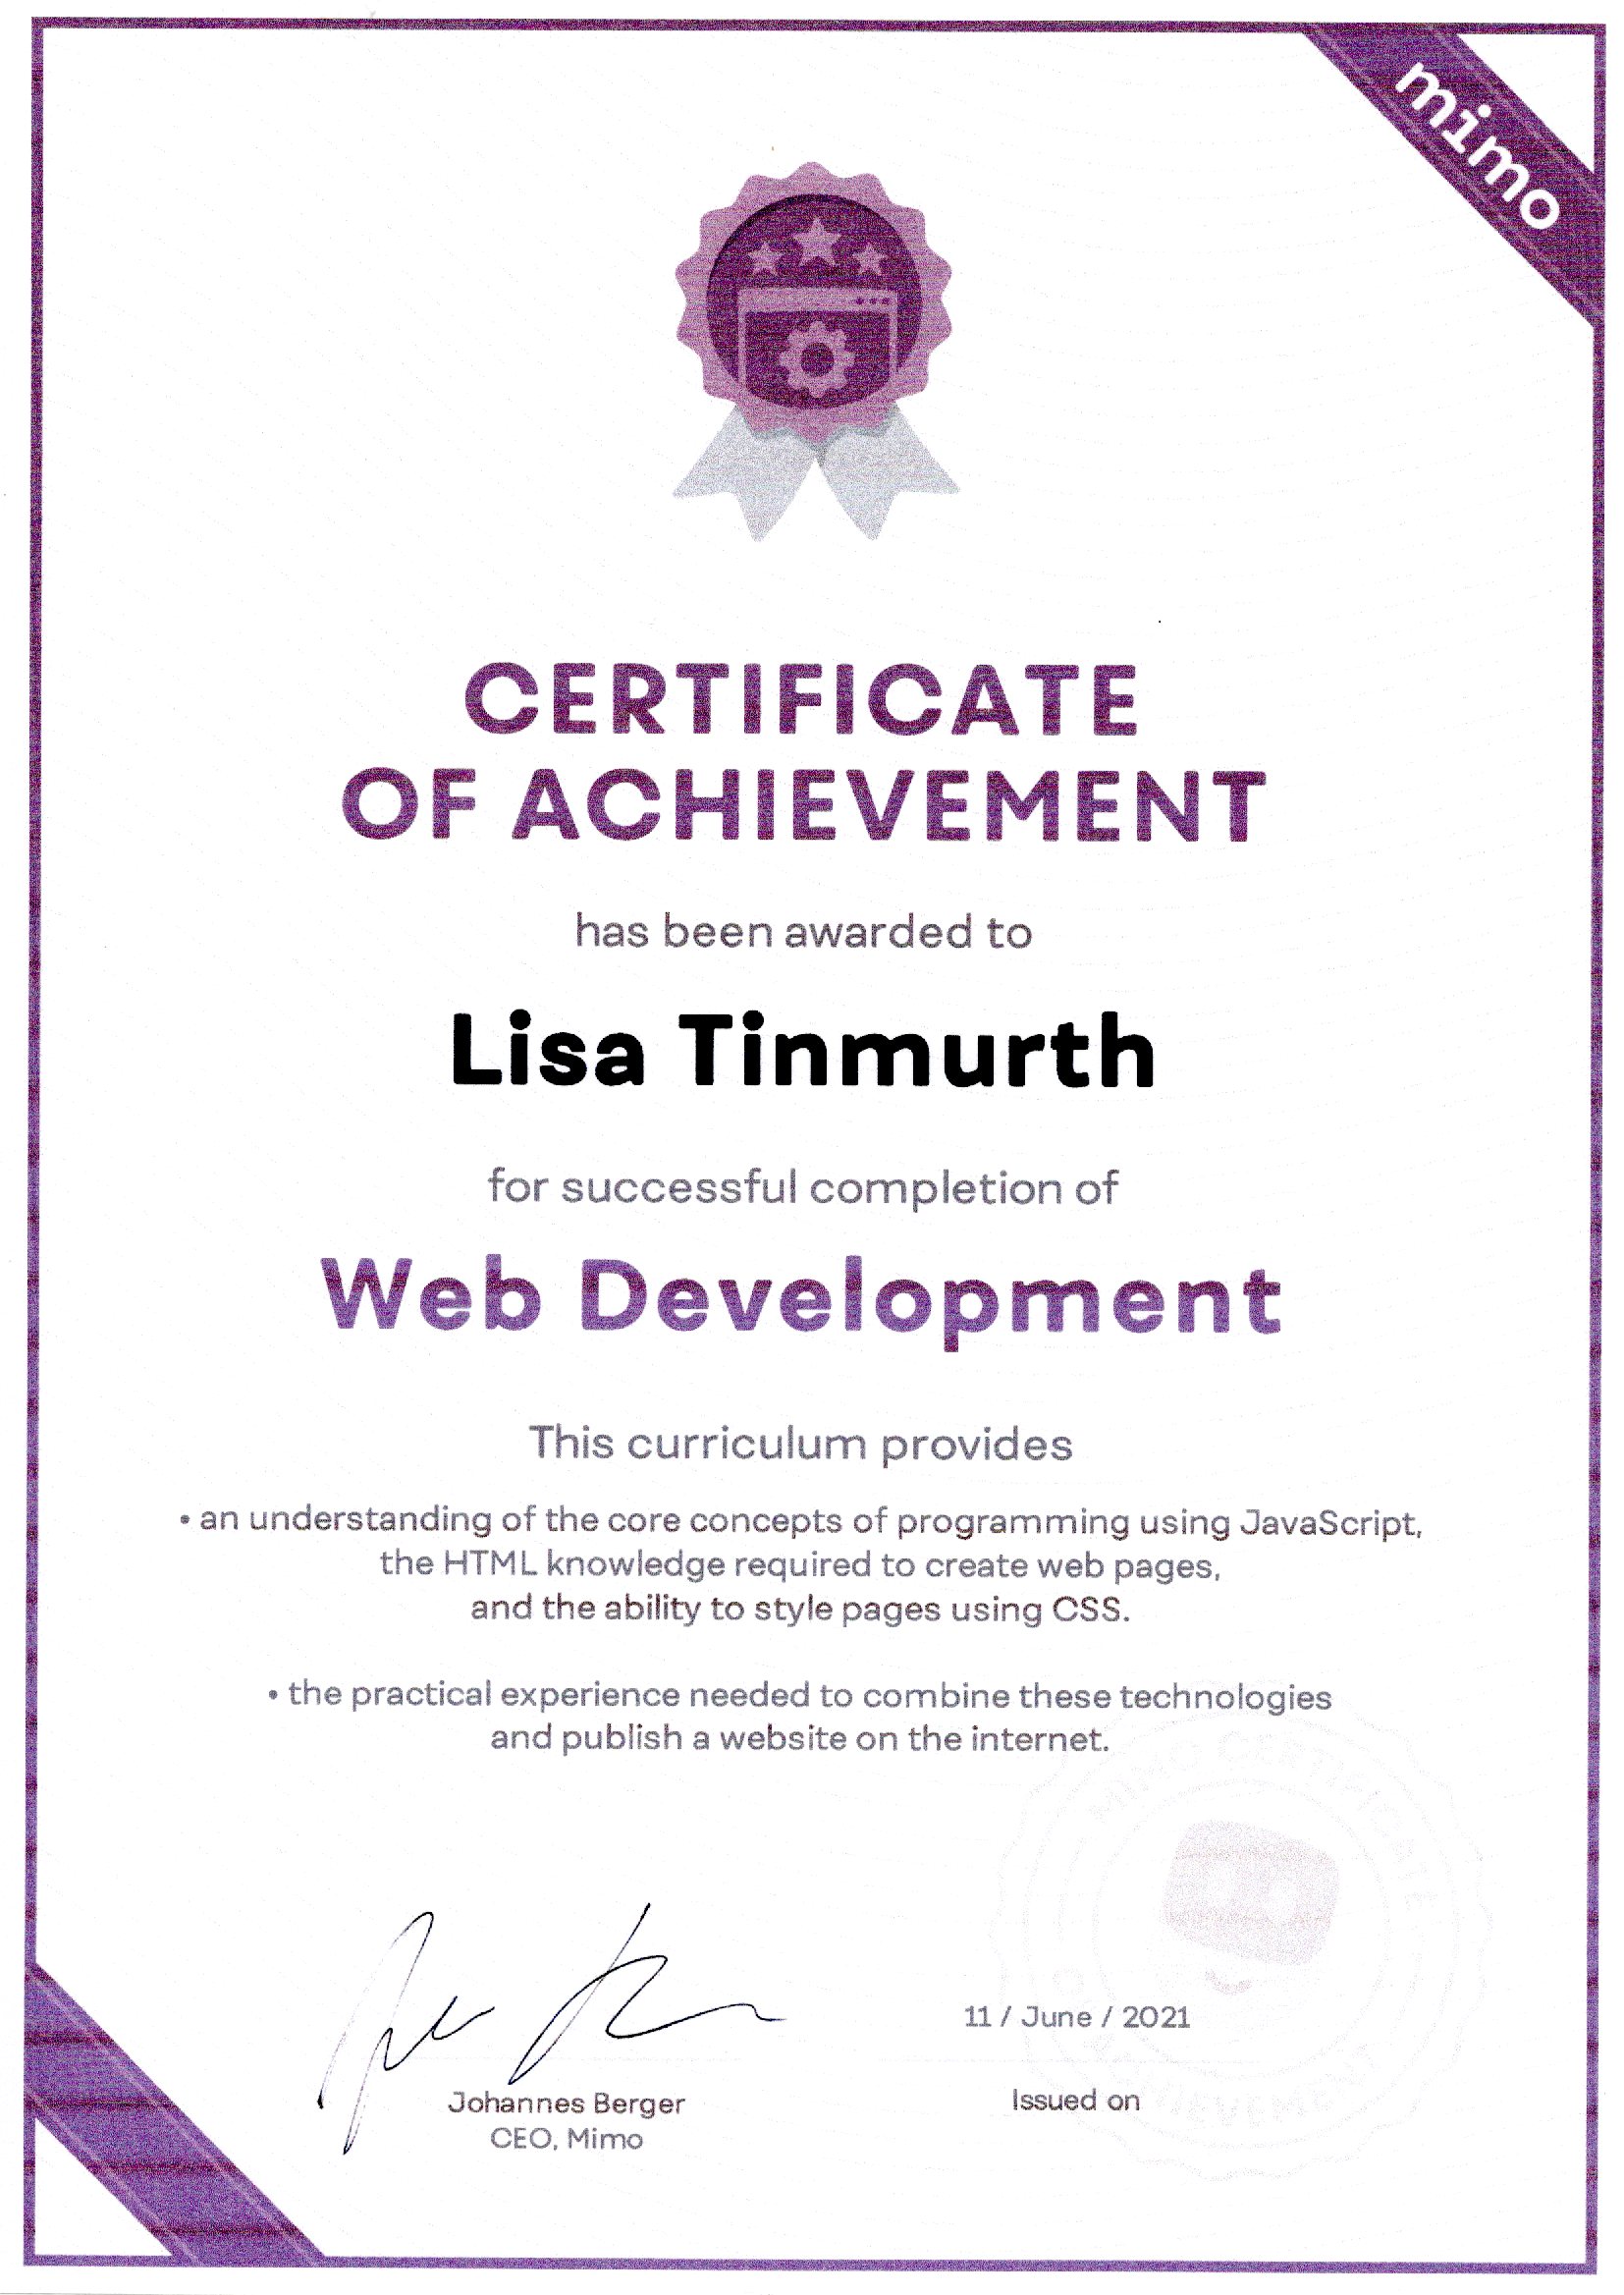 mimo
CERTIFICATE
OF ACHIEVEMENT
has been awarded to
Lisa Tinmurth
for successful completion of
Web Development
This curriculum provides
• an understanding of the core concepts of programming using JavaScript,
the HTML knowledge required to create web pages,
and the ability to style pages using CSS.
• the practical experience needed to combine these technologies
and publish a website on the internet.
MIMO CERTIFICATE
OF ACHIEVEMENT
11 / June / 2021
Johannes Berger
CEO, Mimo
Issued on